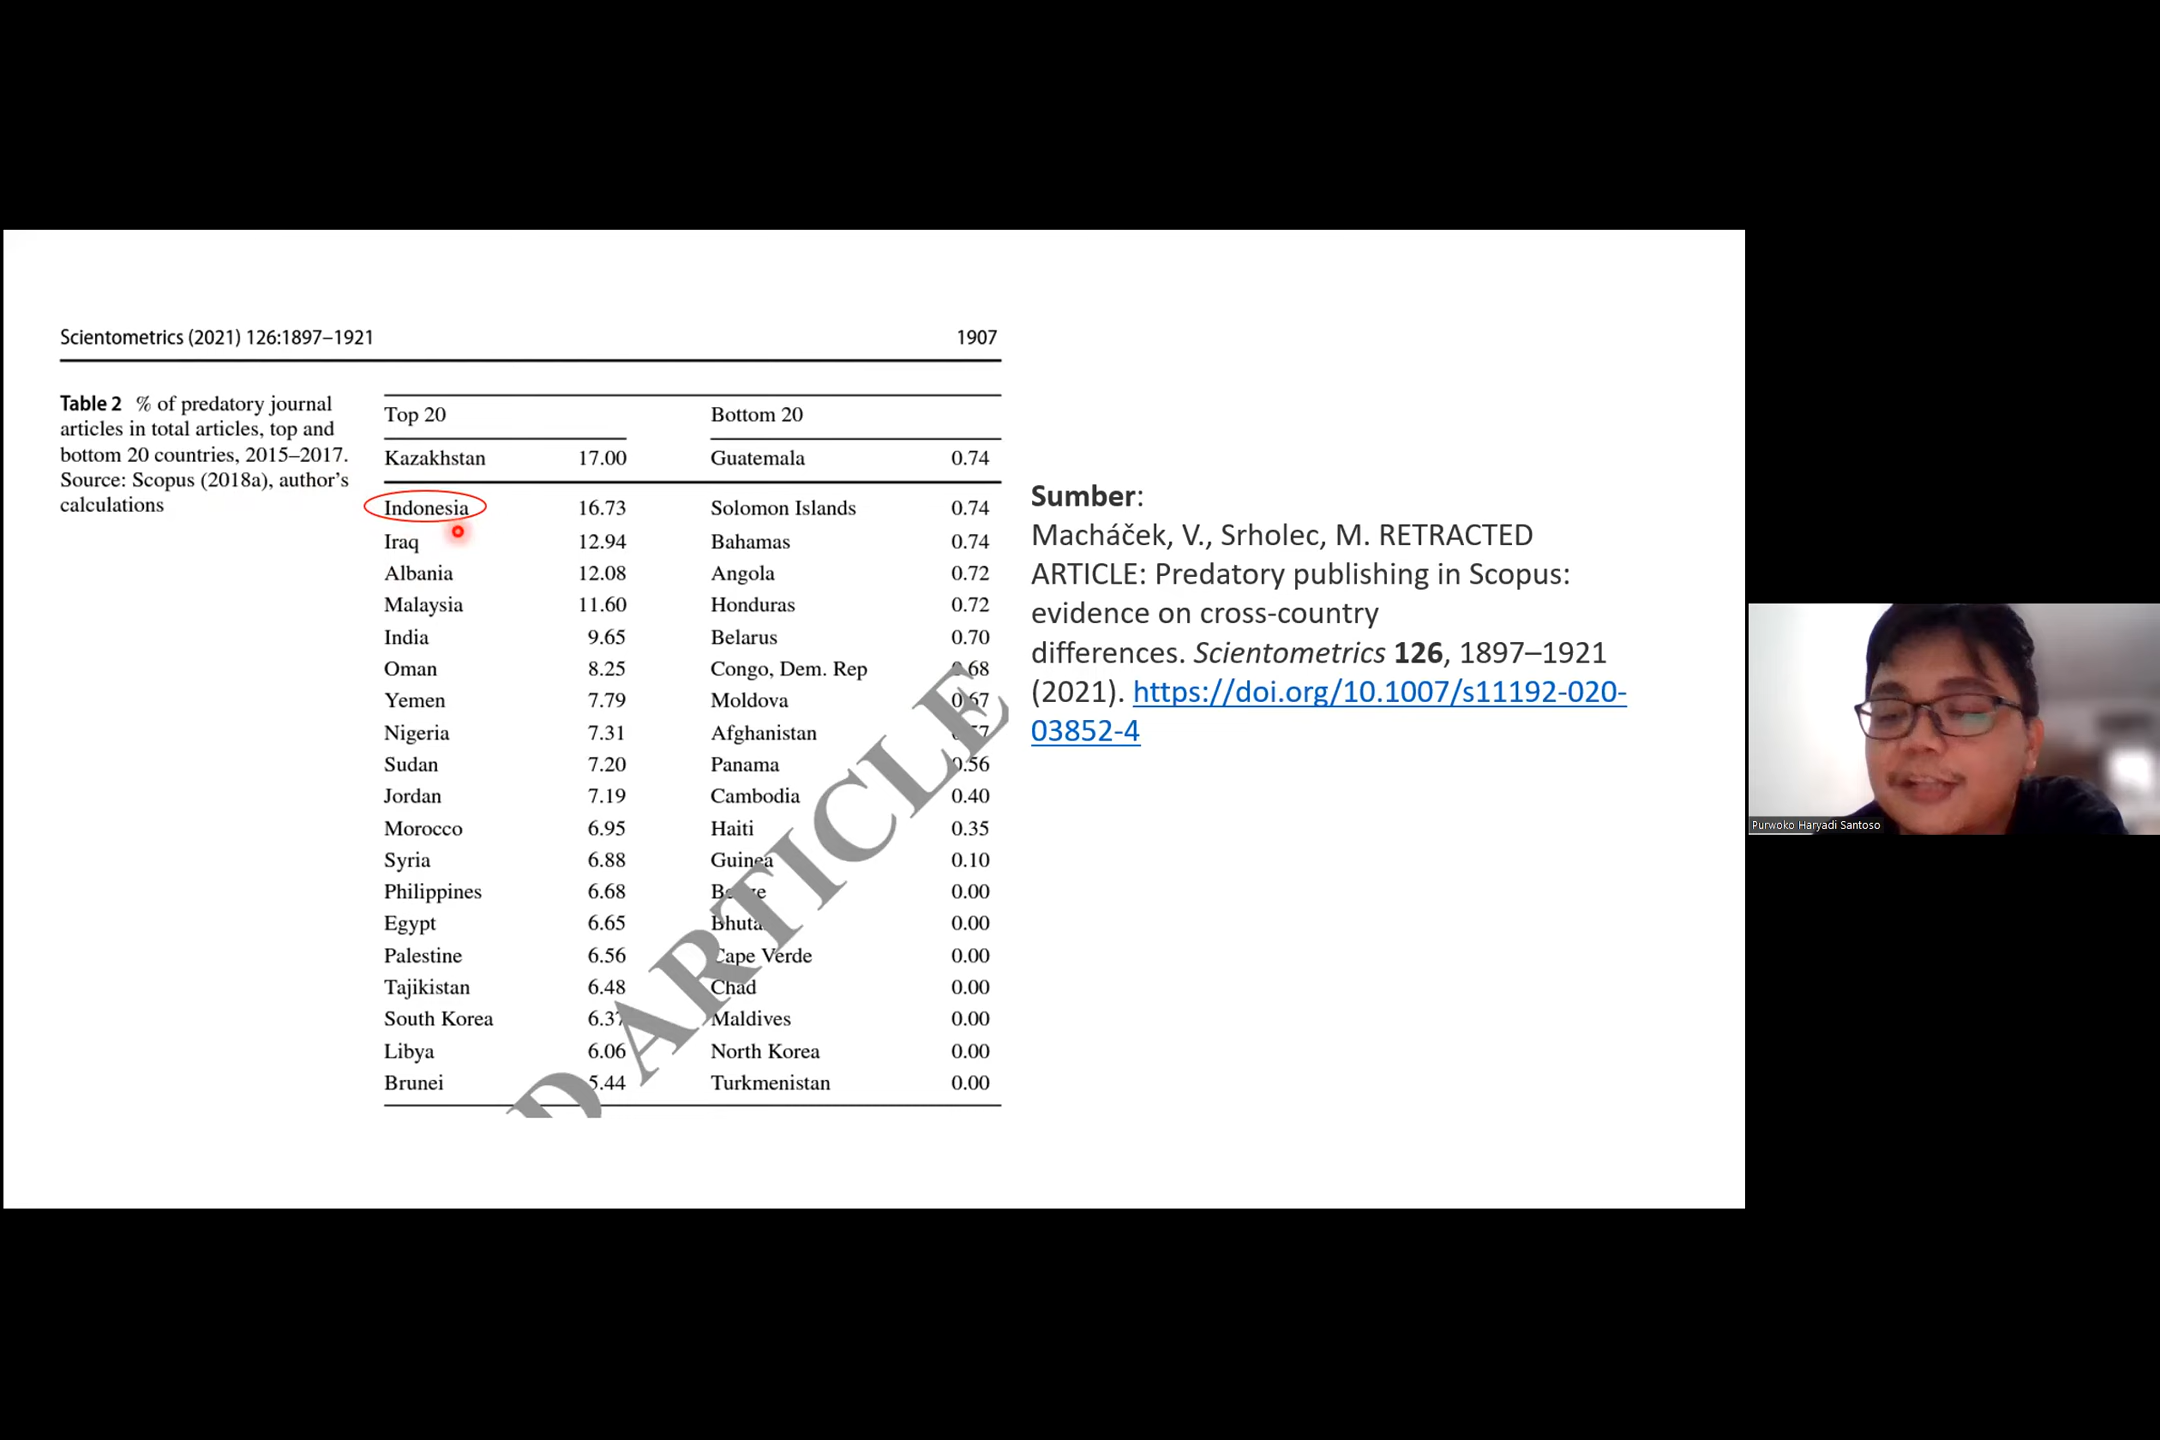 Scientometrics (2021) 126:1897–1921 1907
Table 2 % of predatory journal
articles in total articles, top and
bottom 20 countries, 2015–2017.
Source: Scopus (2018a), author's
calculations
Top 20 Bottom 20
Kazakhstan 17.00 Guatemala 0.74
Indonesia 16.73 Solomon Islands 0.74
Iraq 12.94 Bahamas 0.74
Albania 12.08 Angola 0.72
Malaysia 11.60 Honduras 0.72
India 9.65 Belarus 0.70
Oman 8.25 Congo, Dem. Rep 0.68
Yemen 7.79 Moldova 0.67
Nigeria 7.31 Afghanistan
Sudan 7.20 Panama 0.56
Jordan 7.19 Cambodia 0.40
Morocco 6.95 Haiti 0.35
Syria 6.88 Guinea 0.10
Philippines 6.68 0.00
Egypt 6.65 0.00
Palestine 6.56 Cape Verde 0.00
Tajikistan 6.48 Chad 0.00
South Korea 6.37 Maldives 0.00
Libya 6.06 North Korea 0.00
Brunei 5.44 Turkmenistan 0.00
D ARTICLE
Sumber:
Macháček, V., Srholec, M. RETRACTED
ARTICLE: Predatory publishing in Scopus:
evidence on cross-country
differences. Scientometrics 126, 1897–1921
(2021). https://doi.org/10.1007/s11192-020-
03852-4
Purwoko Haryadi Santoso